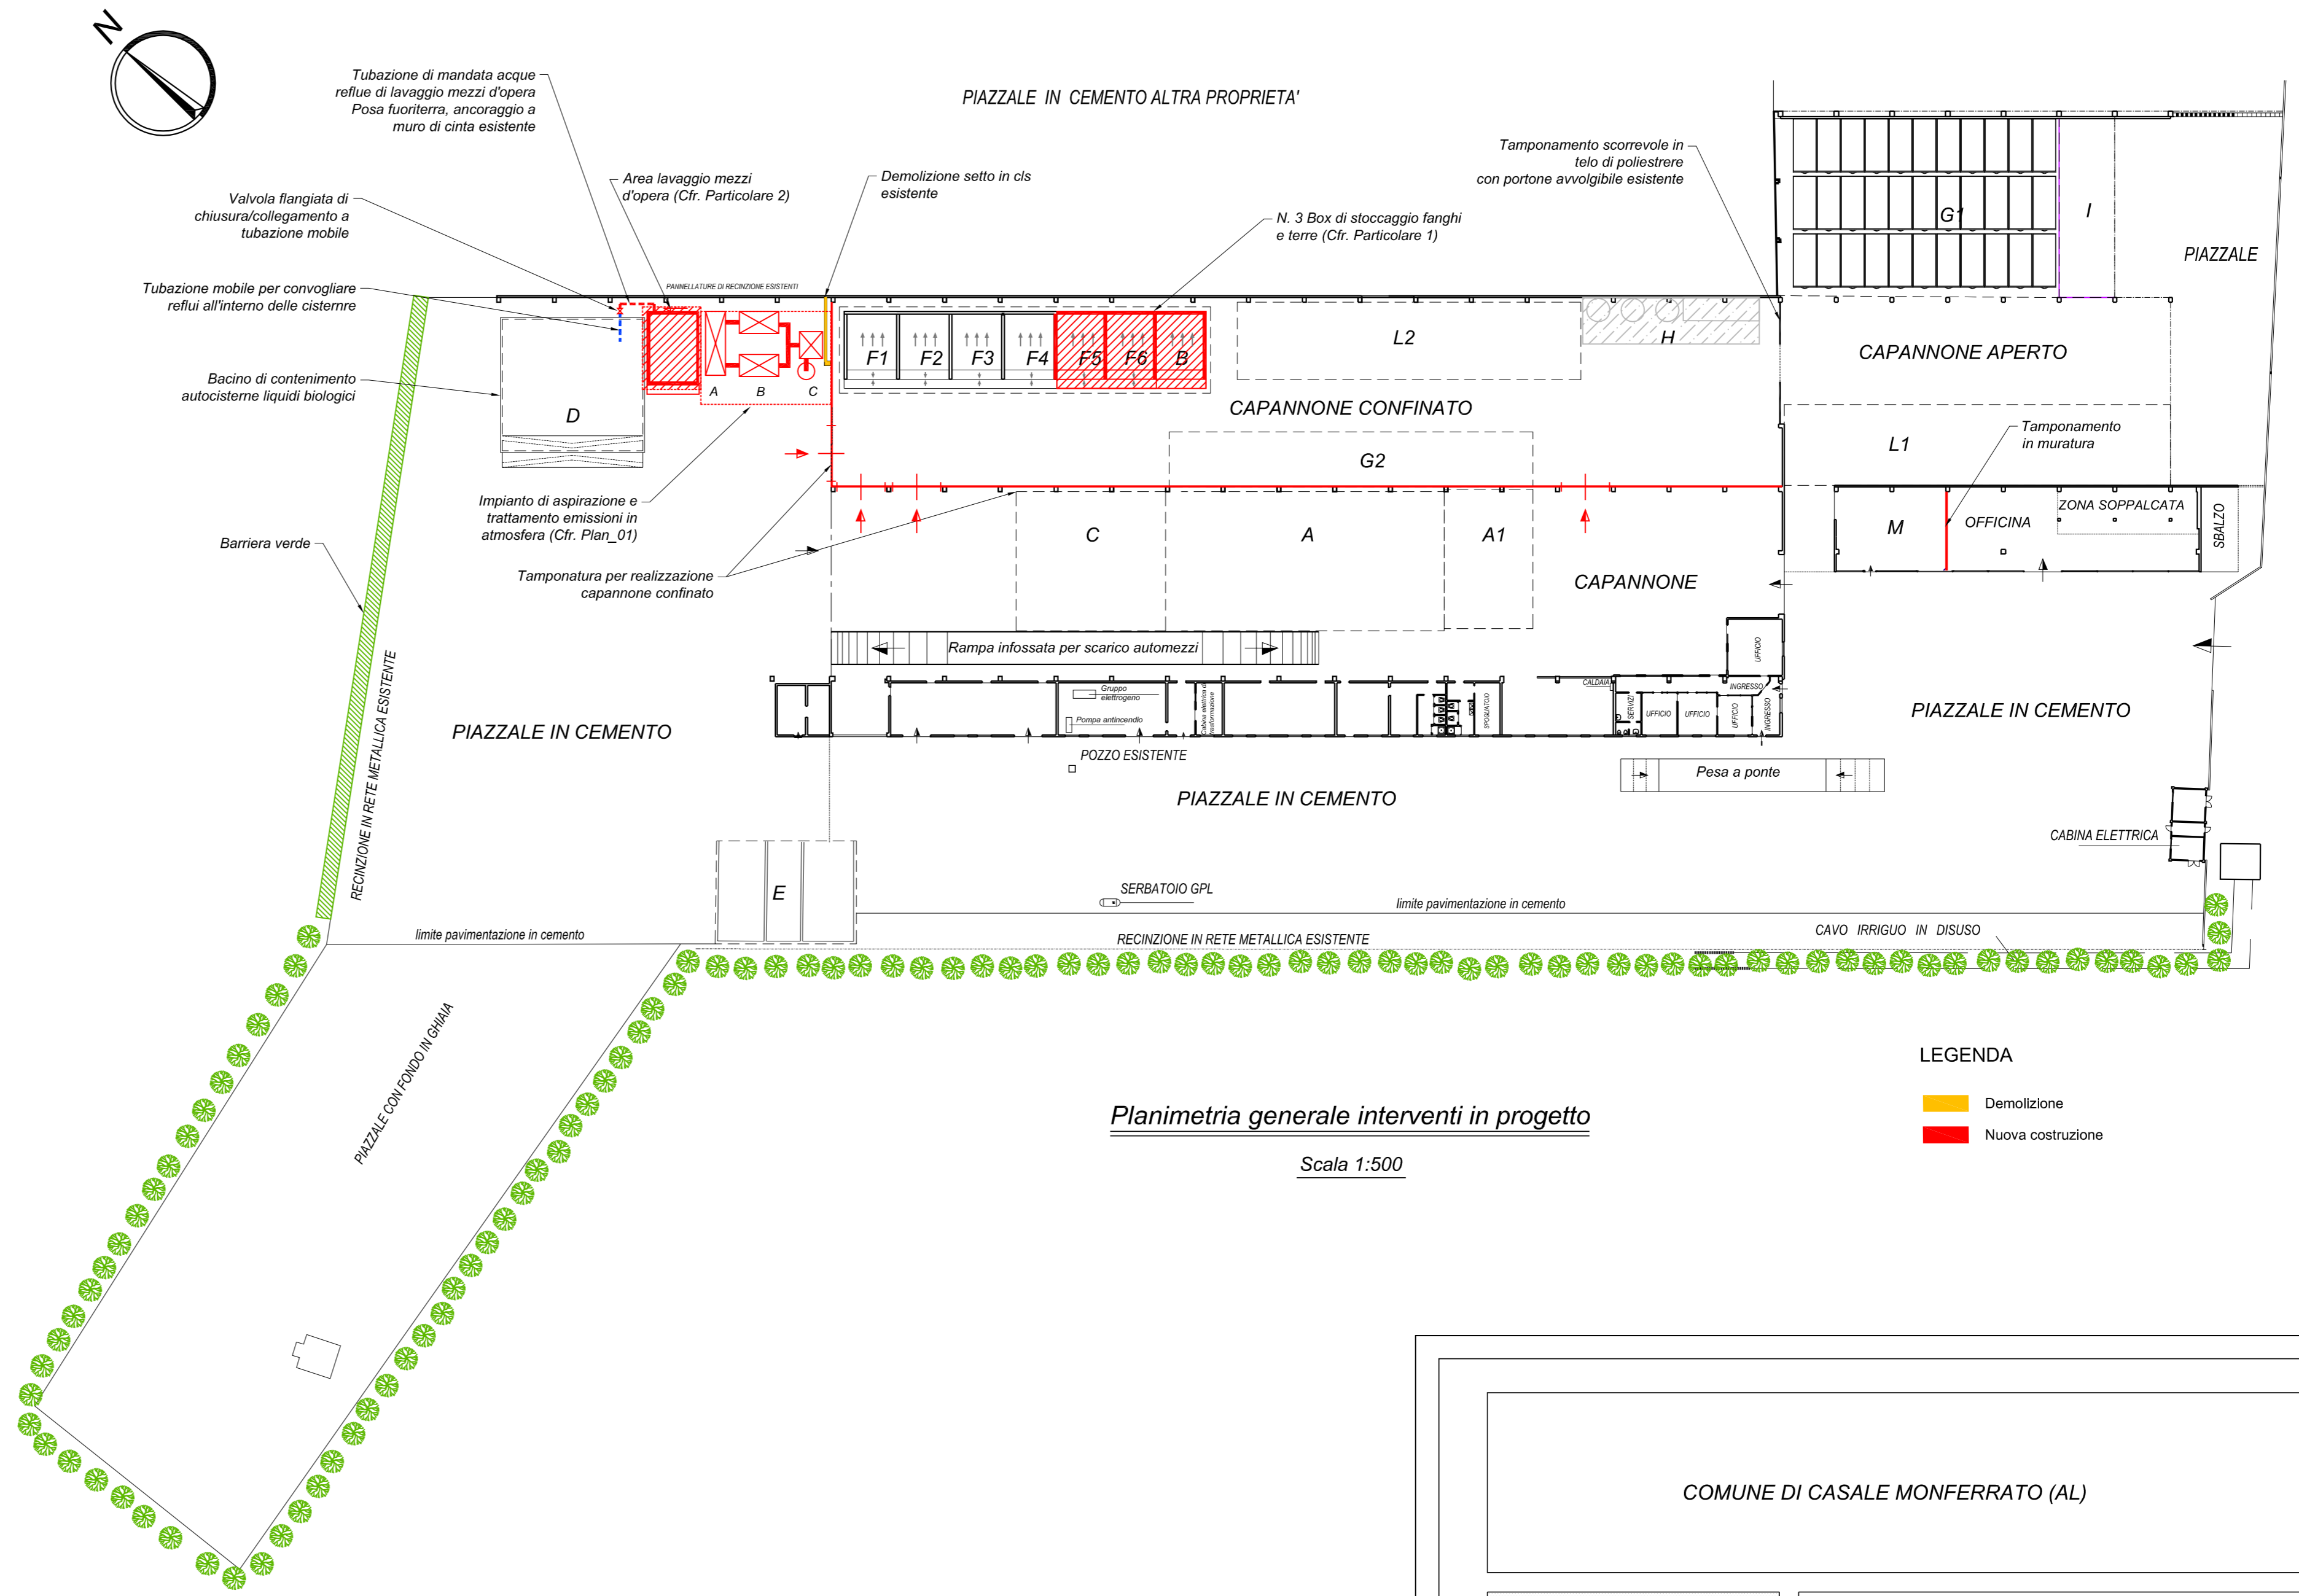 N
Tubazione di mandata acque
reflue di lavaggio mezzi d'opera
Posa fuoriterra, ancoraggio a
muro di cinta esistente
PIAZZALE IN CEMENTO ALTRA PROPRIETA'
Valvola flangiata di
chiusura/collegamento a
tubazione mobile
Area lavaggio mezzi
d'opera (Cfr. Particolare 2)
Demolizione setto in cls
esistente
N. 3 Box di stoccaggio fanghi
e terre (Cfr. Particolare 1)
Tamponamento scorrevole in
telo di poliestrere
con portone avvolgibile esistente
G1
I
PIAZZALE
Tubazione mobile per convogliare
reflui all'interno delle cisternre
PANNELLATURE DI RECINZIONE ESISTENTI
Bacino di contenimento
autocisterne liquidi biologici
D
A
B
C
F1
F2
F3
F4
F5
F6
B
L2
H
CAPANNONE APERTO
CAPANNONE CONFINATO
L1
Tamponamento
in muratura
G2
Impianto di aspirazione e
trattamento emissioni in
atmosfera (Cfr. Plan_01)
Barriera verde
Tamponatura per realizzazione
capannone confinato
C
A
A1
CAPANNONE
M
OFFICINA
ZONA SOPPALCATA
SBALZO
Rampa infossata per scarico automezzi
UFFICIO
Gruppo
elettrogeno
Pompa antincendio
Cabina elettrica di
trasformazione
SPOGLIATOIO
CALDAIA
SERVIZI
UFFICIO
UFFICIO
UFFICIO
INGRESSO
INGRESSO
RECINZIONE IN RETE METALLICA ESISTENTE
PIAZZALE IN CEMENTO
PIAZZALE IN CEMENTO
POZZO ESISTENTE
Pesa a ponte
PIAZZALE IN CEMENTO
CABINA ELETTRICA
E
SERBATOIO GPL
limite pavimentazione in cemento
limite pavimentazione in cemento
RECINZIONE IN RETE METALLICA ESISTENTE
CAVO IRRIGUO IN DISUSO
PIAZZALE CON FONDO IN GHIAIA
LEGENDA
Demolizione
Nuova costruzione
Planimetria generale interventi in progetto
Scala 1:500
COMUNE DI CASALE MONFERRATO (AL)